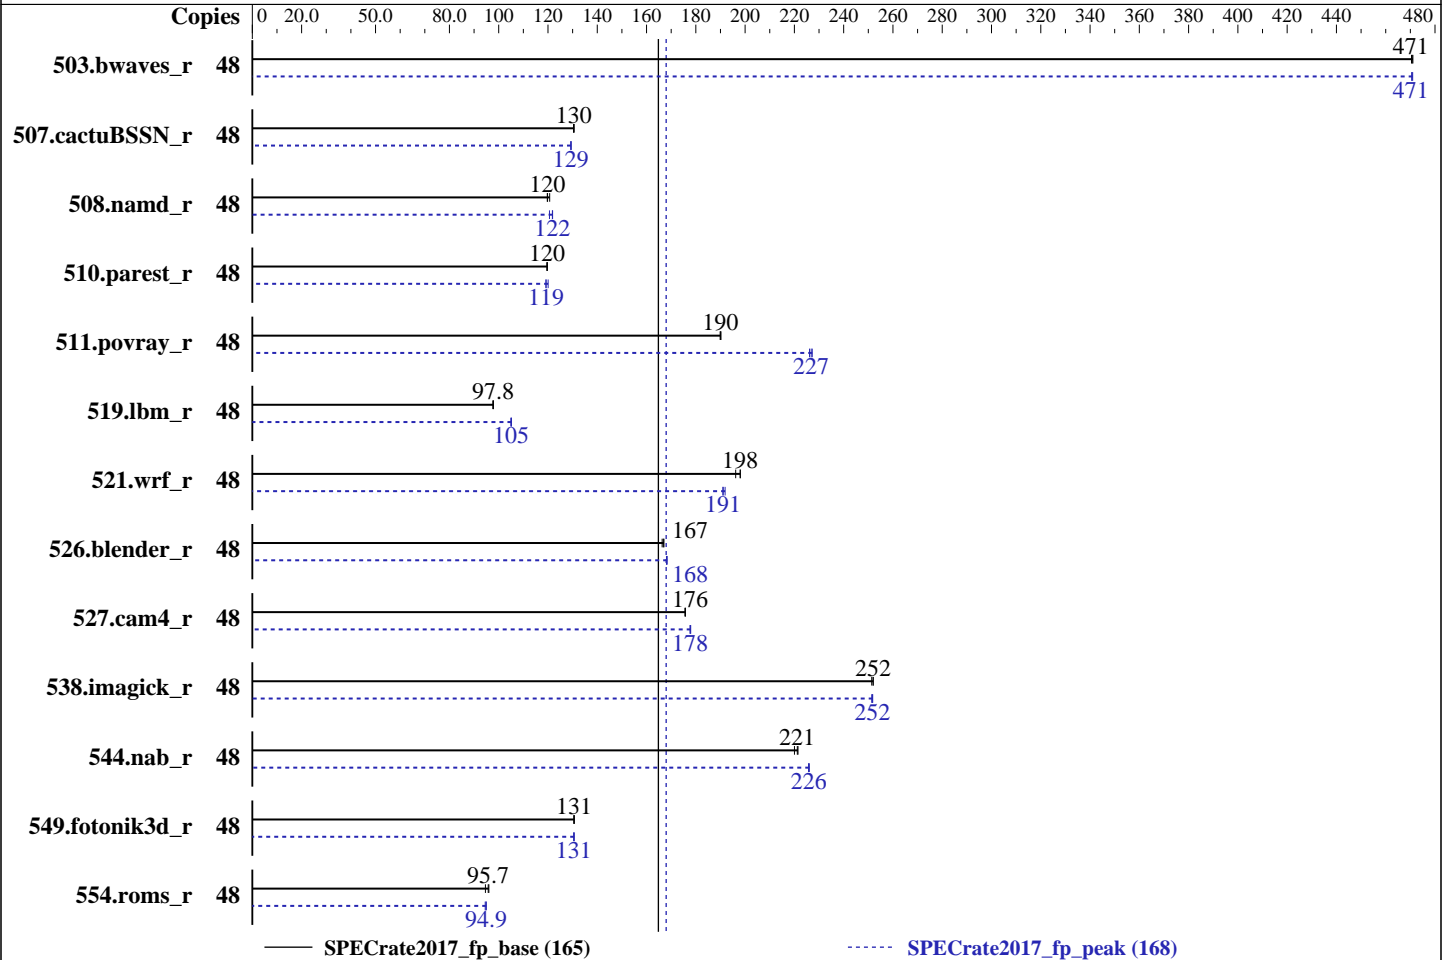 Copies 0 20.0 50.0 80.0 100 120 140 160 180 200 220 240 260 280 300 320 340 360 380 400 420 440 480
471
503.bwaves_r 48
471
130
507.cactuBSSN_r 48
129
120
508.namd_r 48
122
120
510.parest_r 48
119
190
511.povray_r 48
227
97.8
519.lbm_r 48
105
198
521.wrf_r 48
191
167
526.blender_r 48
168
176
527.cam4_r 48
178
252
538.imagick_r 48
252
221
544.nab_r 48
226
131
549.fotonik3d_r 48
131
95.7
554.roms_r 48
94.9
SPECrate2017_fp_base (165) SPECrate2017_fp_peak (168)